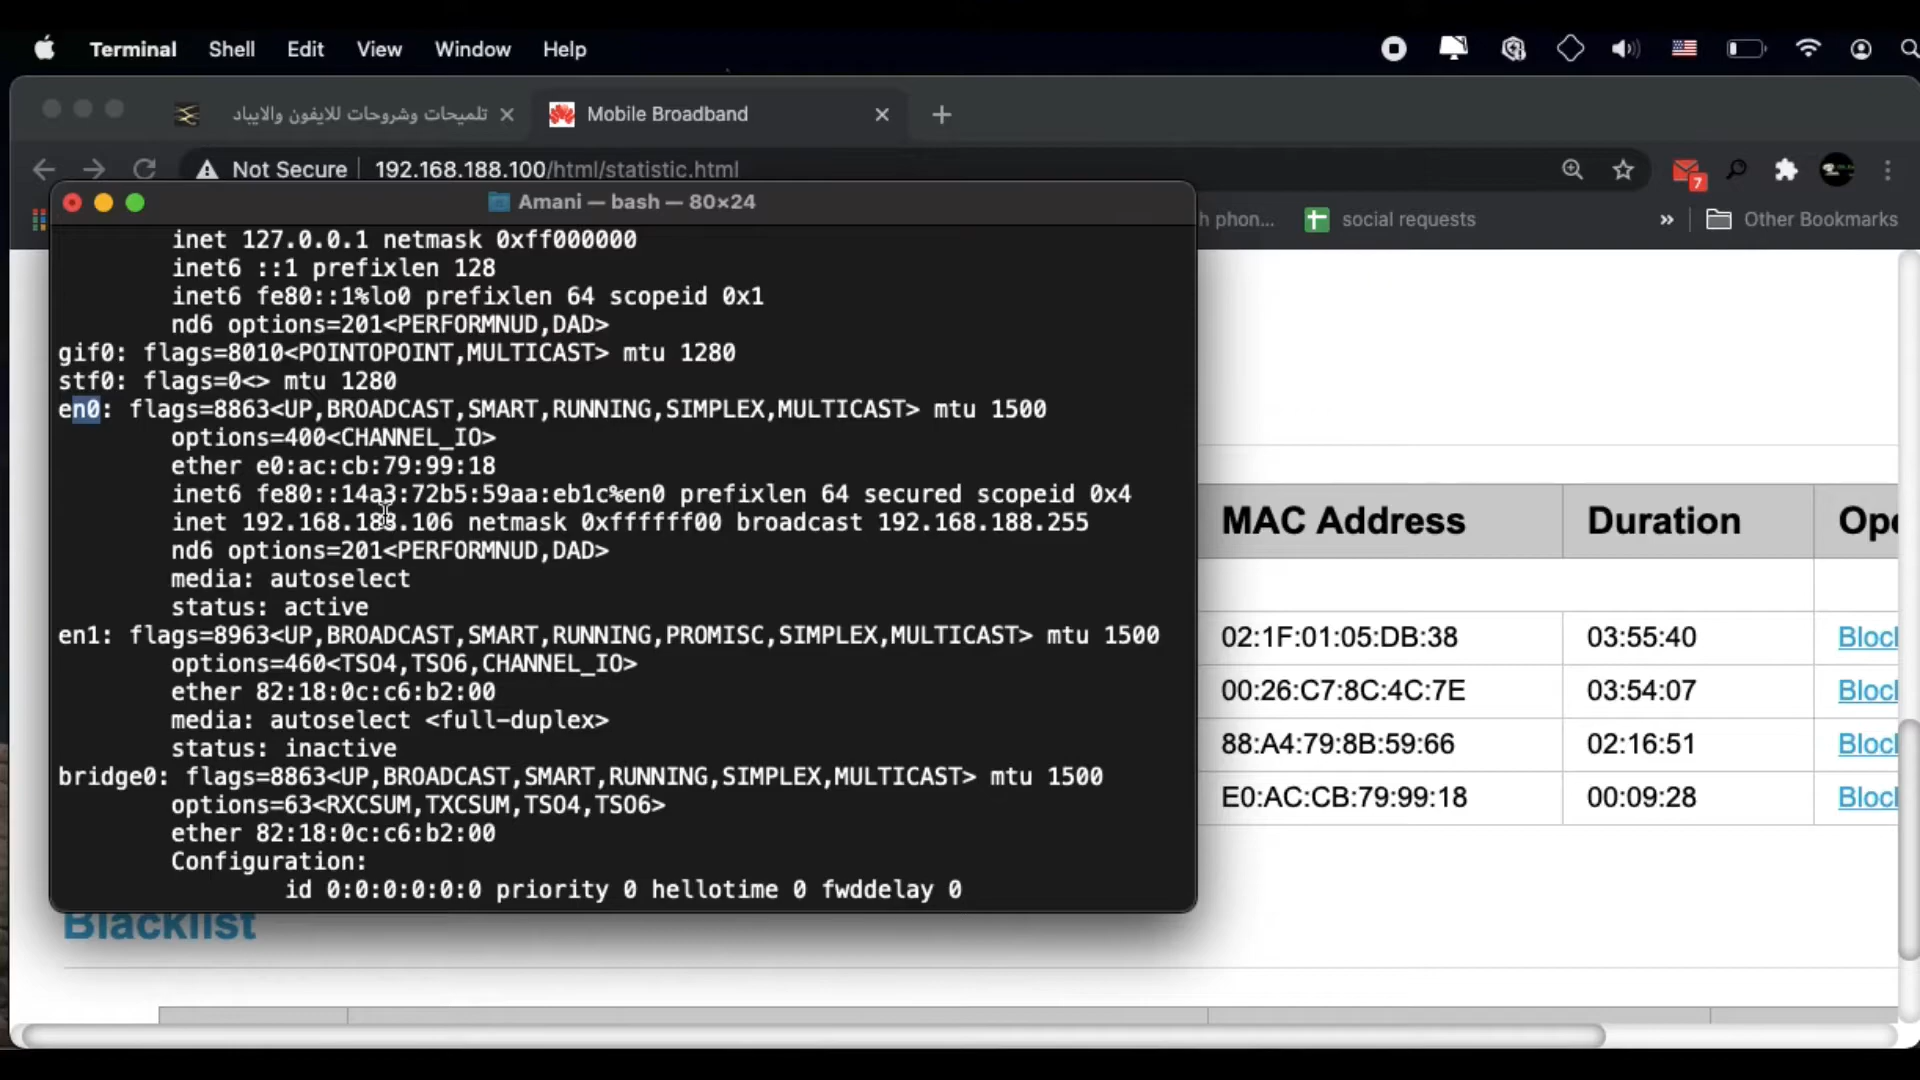 Terminal Shell Edit View Window Help
تلميحات وشروحات للايفون والايباد
Mobile Broadband
Not Secure 192.168.188.100/html/statistic.html
7
Amani — bash — 80×24
h phon... social requests » Other Bookmarks
inet 127.0.0.1 netmask 0xff000000
inet6 ::1 prefixlen 128
inet6 fe80::1%lo0 prefixlen 64 scopeid 0x1
nd6 options=201<PERFORMNUD,DAD>
gif0: flags=8010<POINTOPOINT,MULTICAST> mtu 1280
stf0: flags=0<> mtu 1280
en0: flags=8863<UP,BROADCAST,SMART,RUNNING,SIMPLEX,MULTICAST> mtu 1500
options=400<CHANNEL_IO>
ether e0:ac:cb:79:99:18
inet6 fe80::14a3:72b5:59aa:eb1c%en0 prefixlen 64 secured scopeid 0x4
inet 192.168.188.106 netmask 0xffffff00 broadcast 192.168.188.255
nd6 options=201<PERFORMNUD,DAD>
media: autoselect
status: active
en1: flags=8963<UP,BROADCAST,SMART,RUNNING,PROMISC,SIMPLEX,MULTICAST> mtu 1500
options=460<TSO4,TSO6,CHANNEL_IO>
ether 82:18:0c:c6:b2:00
media: autoselect <full-duplex>
status: inactive
bridge0: flags=8863<UP,BROADCAST,SMART,RUNNING,SIMPLEX,MULTICAST> mtu 1500
options=63<RXCSUM,TXCSUM,TSO4,TSO6>
ether 82:18:0c:c6:b2:00
Configuration:
id 0:0:0:0:0:0 priority 0 hellotime 0 fwddelay 0
MAC Address Duration Ope
02:1F:01:05:DB:38 03:55:40 Bloc
00:26:C7:8C:4C:7E 03:54:07 Bloc
88:A4:79:8B:59:66 02:16:51 Bloc
E0:AC:CB:79:99:18 00:09:28 Bloc
Blacklist